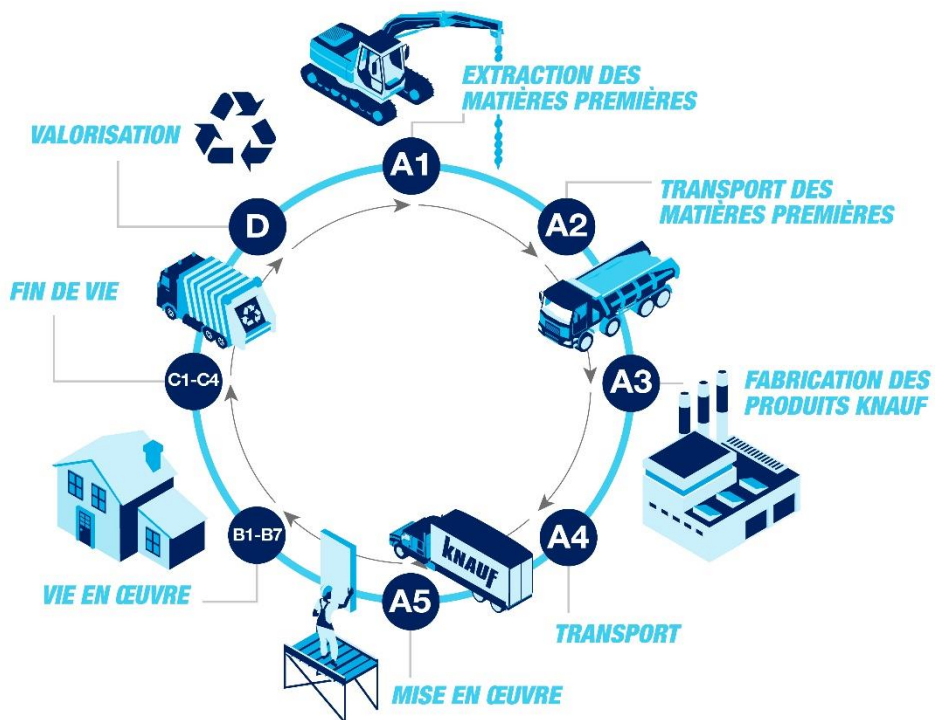 EXTRACTION DES
MATIÈRES PREMIÈRES
A1
VALORISATION
D
A2
TRANSPORT DES
MATIÈRES PREMIÈRES
FIN DE VIE
C1-C4
A3
FABRICATION DES
PRODUITS KNAUF
B1-B7
VIE EN ŒUVRE
KNAUF
A4
TRANSPORT
A5
MISE EN ŒUVRE